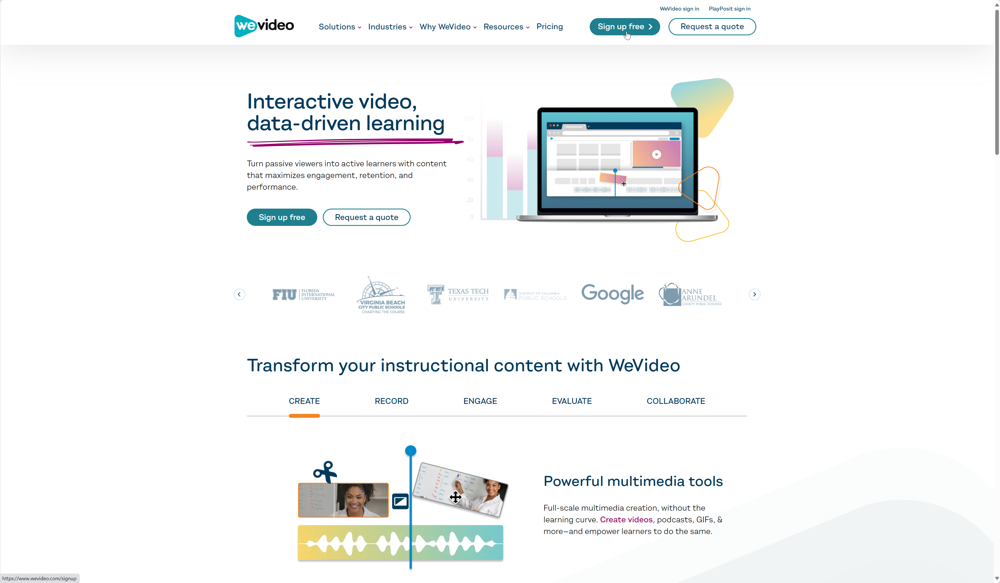 WeVideo sign in PlayPosit sign in
wevideo
Solutions Industries Why WeVideo Resources Pricing
Sign up free
Request a quote
Interactive video,
data-driven learning
Turn passive viewers into active learners with content
that maximizes engagement, retention, and
performance.
Sign up free
Request a quote
100
80
60
40
20
0
FIU FLORIDA
INTERNATIONAL
UNIVERSITY
N
E
VIRGINIA BEACH
CITY PUBLIC SCHOOLS
CHARTING THE COURSE
TEXAS TECH
UNIVERSITY
DISTRICT OF COLUMBIA
PUBLIC SCHOOLS
Google
ANNE
ARUNDEL
COUNTY PUBLIC SCHOOLS
Transform your instructional content with WeVideo
CREATE RECORD ENGAGE EVALUATE COLLABORATE
Powerful multimedia tools
Full-scale multimedia creation, without the
learning curve. Create videos, podcasts, GIFs, &
more—and empower learners to do the same.
https://www.wevideo.com/signup